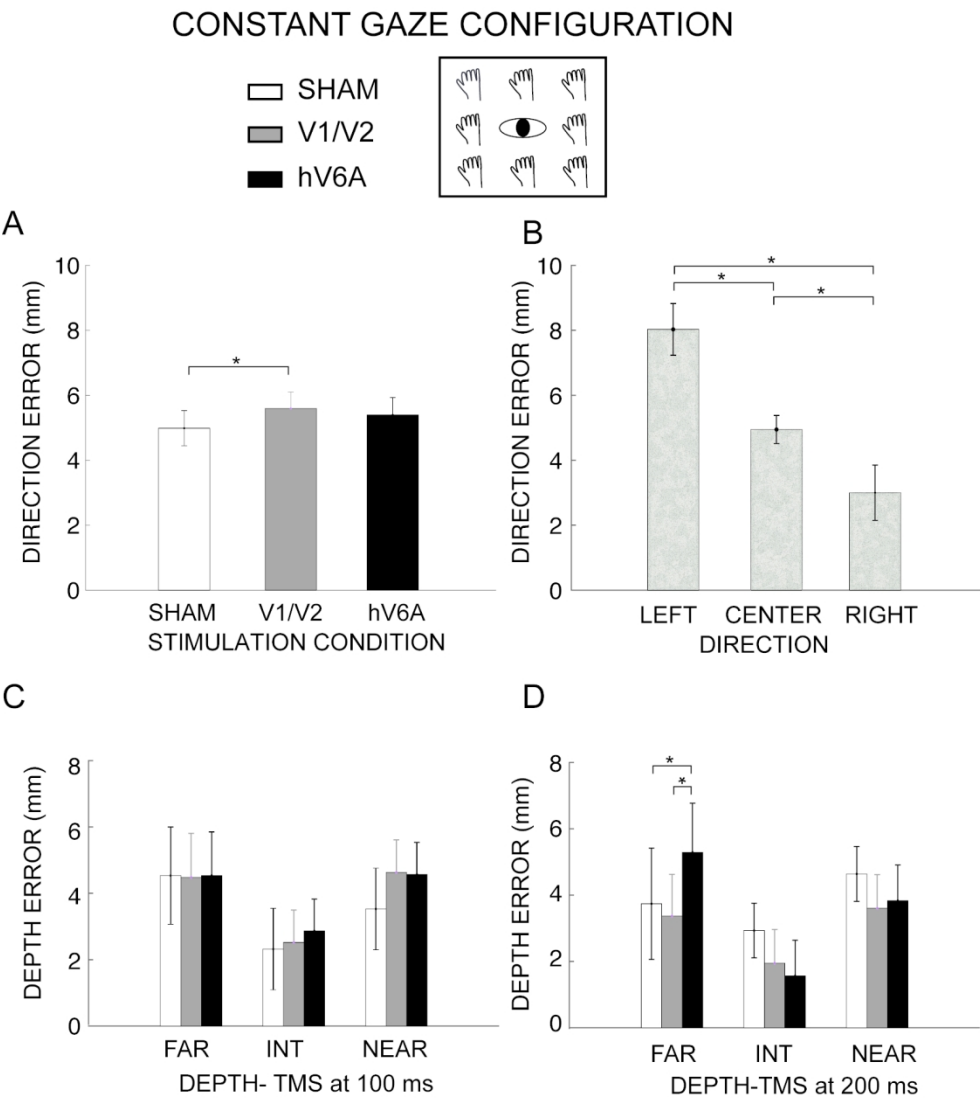 CONSTANT GAZE CONFIGURATION
SHAM
V1/V2
hV6A
A
DIRECTION ERROR (mm)
10
8
6
4
2
0
*
SHAM V1/V2 hV6A
STIMULATION CONDITION
B
DIRECTION ERROR (mm)
10
8
6
4
2
0
*
*
*
LEFT CENTER RIGHT
DIRECTION
C
DEPTH ERROR (mm)
8
6
4
2
0
FAR INT NEAR
DEPTH- TMS at 100 ms
D
DEPTH ERROR (mm)
8
6
4
2
0
*
*
FAR INT NEAR
DEPTH-TMS at 200 ms